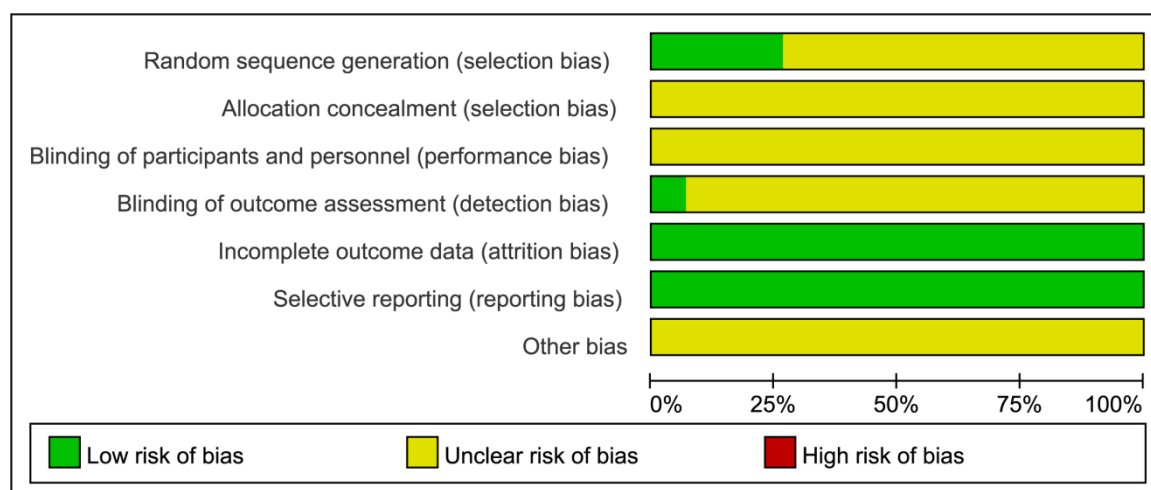 Random sequence generation (selection bias)
Allocation concealment (selection bias)
Blinding of participants and personnel (performance bias)
Blinding of outcome assessment (detection bias)
Incomplete outcome data (attrition bias)
Selective reporting (reporting bias)
Other bias
0% 25% 50% 75% 100%
Low risk of bias Unclear risk of bias High risk of bias